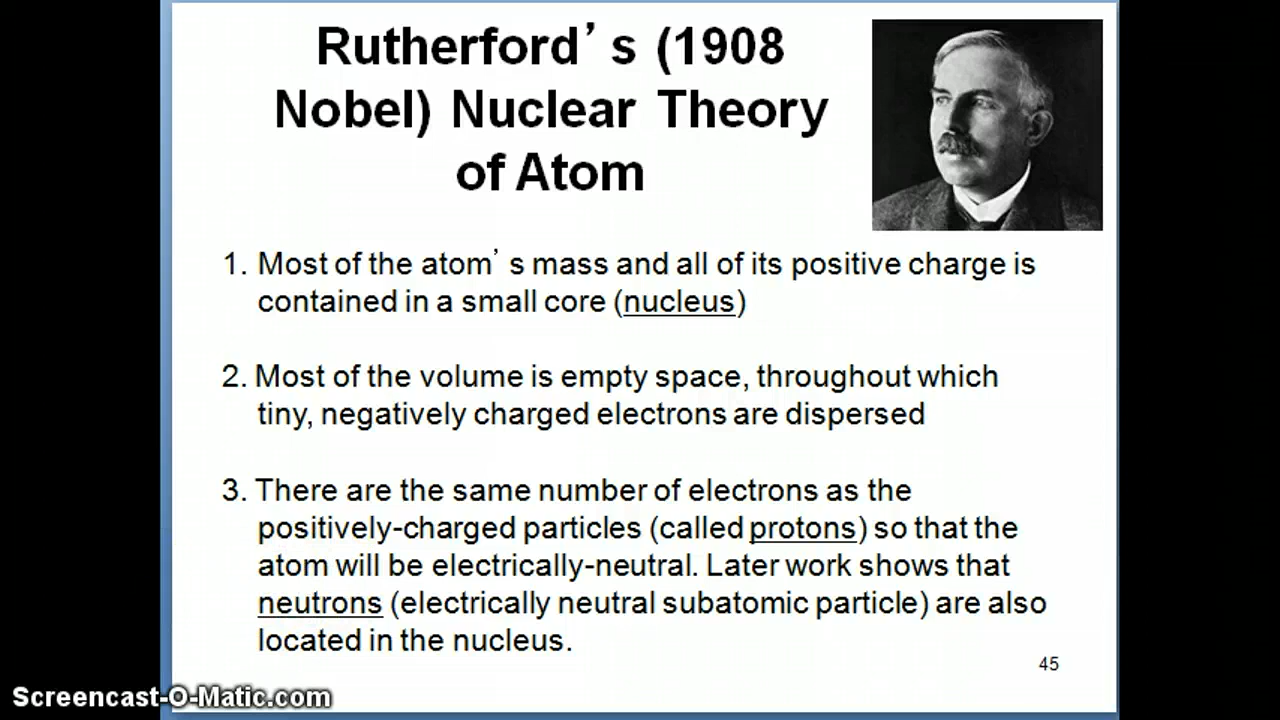 Rutherford’s (1908
Nobel) Nuclear Theory
of Atom
1. Most of the atom’s mass and all of its positive charge is
contained in a small core (nucleus)
2. Most of the volume is empty space, throughout which
tiny, negatively charged electrons are dispersed
3. There are the same number of electrons as the
positively-charged particles (called protons) so that the
atom will be electrically-neutral. Later work shows that
neutrons (electrically neutral subatomic particle) are also
located in the nucleus.
45
Screencast-O-Matic.com